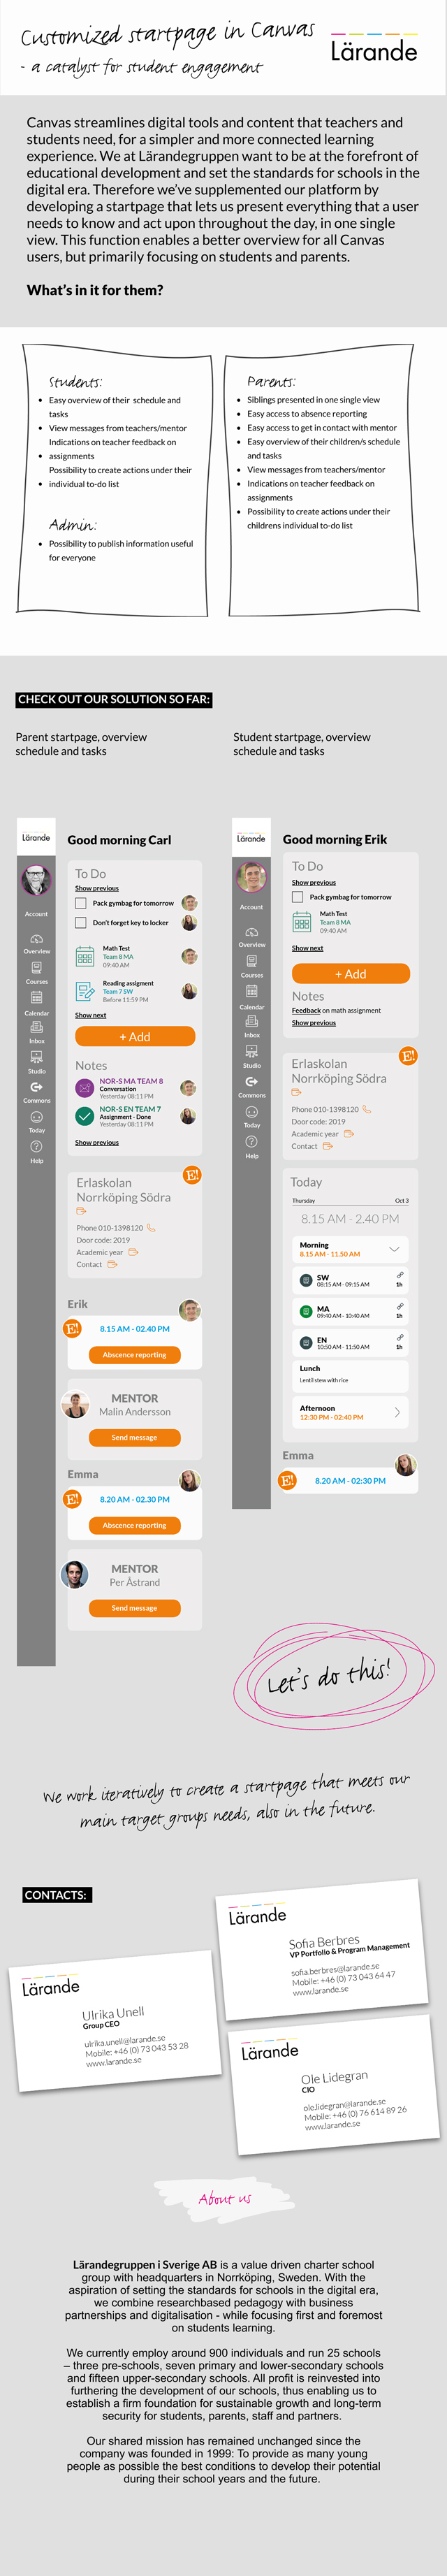 Customized startpage in Canvas
- a catalyst for student engagement
Lärande
Canvas streamlines digital tools and content that teachers and
students need, for a simpler and more connected learning
experience. We at Lärandegruppen want to be at the forefront of
educational development and set the standards for schools in the
digital era. Therefore we've supplemented our platform by
developing a startpage that lets us present everything that a user
needs to know and act upon throughout the day, in one single
view. This function enables a better overview for all Canvas
users, but primarily focusing on students and parents.
What's in it for them?
Students:
• Easy overview of their schedule and
tasks
• View messages from teachers/mentor
Indications on teacher feedback on
• assignments
Possibility to create actions under their
• individual to-do list
Admin:
• Possibility to publish information useful
for everyone
Parents:
• Siblings presented in one single view
• Easy access to absence reporting
• Easy access to get in contact with mentor
• Easy overview of their children/s schedule
and tasks
• View messages from teachers/mentor
• Indications on teacher feedback on
assignments
• Possibility to create actions under their
childrens individual to-do list
CHECK OUT OUR SOLUTION SO FAR:
Parent startpage, overview
schedule and tasks
Student startpage, overview
schedule and tasks
Lärande
Account
Overview
Courses
Calendar
Inbox
Studio
Commons
Today
Help
Good morning Carl
To Do
Show previous
Pack gymbag for tomorrow
Don't forget key to locker
Math Test
Team 8 MA
09:40 AM
Reading assigment
Team 7 SW
Before 11:59 PM
Show next
+ Add
Notes
NOR-S MA TEAM 8
Conversation
Yesterday 08:11 PM
NOR-S EN TEAM 7
Assignment - Done
Yesterday 08:11 PM
Show previous
E!
Erlaskolan
Norrköping Södra
Phone 010-1398120
Door code: 2019
Academic year
Contact
Erik
E!
8.15 AM - 02.40 PM
Abscence reporting
MENTOR
Malin Andersson
Send message
Emma
E!
8.20 AM - 02.30 PM
Abscence reporting
MENTOR
Per Åstrand
Send message
Lärande
Account
Overview
Courses
Calendar
Inbox
Studio
Commons
Today
Help
Good morning Erik
To Do
Show previous
Pack gymbag for tomorrow
Math Test
Team 8 MA
09:40 AM
Show next
+ Add
Notes
Feedback on math assignment
Show previous
E!
Erlaskolan
Norrköping Södra
Phone 010-1398120
Door code: 2019
Academic year
Contact
Today
Thursday Oct 3
8.15 AM - 2.40 PM
Morning
8.15 AM - 11.50 AM
SW
08:15 AM - 09:15 AM 1h
MA
09:40 AM - 10:40 AM 1h
EN
10:50 AM - 11:50 AM 1h
Lunch
Lentil stew with rice
Afternoon
12:30 PM - 02:40 PM
Emma
E!
8.20 AM - 02:30 PM
Let's do this!
We work iteratively to create a startpage that meets our
main target groups needs, also in the future.
CONTACTS:
Lärande
Sofia Berbres
VP Portfolio & Program Management
sofia.berbres@larande.se
Mobile: +46 (0) 73 043 64 47
www.larande.se
Lärande
Ulrika Unell
Group CEO
ulrika.unell@larande.se
Mobile: +46 (0) 73 043 53 28
www.larande.se
Lärande
Ole Lidegran
CIO
ole.lidegran@larande.se
Mobile: +46 (0) 76 614 89 26
www.larande.se
About us
Lärandegruppen i Sverige AB is a value driven charter school
group with headquarters in Norrköping, Sweden. With the
aspiration of setting the standards for schools in the digital era,
we combine researchbased pedagogy with business
partnerships and digitalisation - while focusing first and foremost
on students learning.
We currently employ around 900 individuals and run 25 schools
– three pre-schools, seven primary and lower-secondary schools
and fifteen upper-secondary schools. All profit is reinvested into
furthering the development of our schools, thus enabling us to
establish a firm foundation for sustainable growth and long-term
security for students, parents, staff and partners.
Our shared mission has remained unchanged since the
company was founded in 1999: To provide as many young
people as possible the best conditions to develop their potential
during their school years and the future.